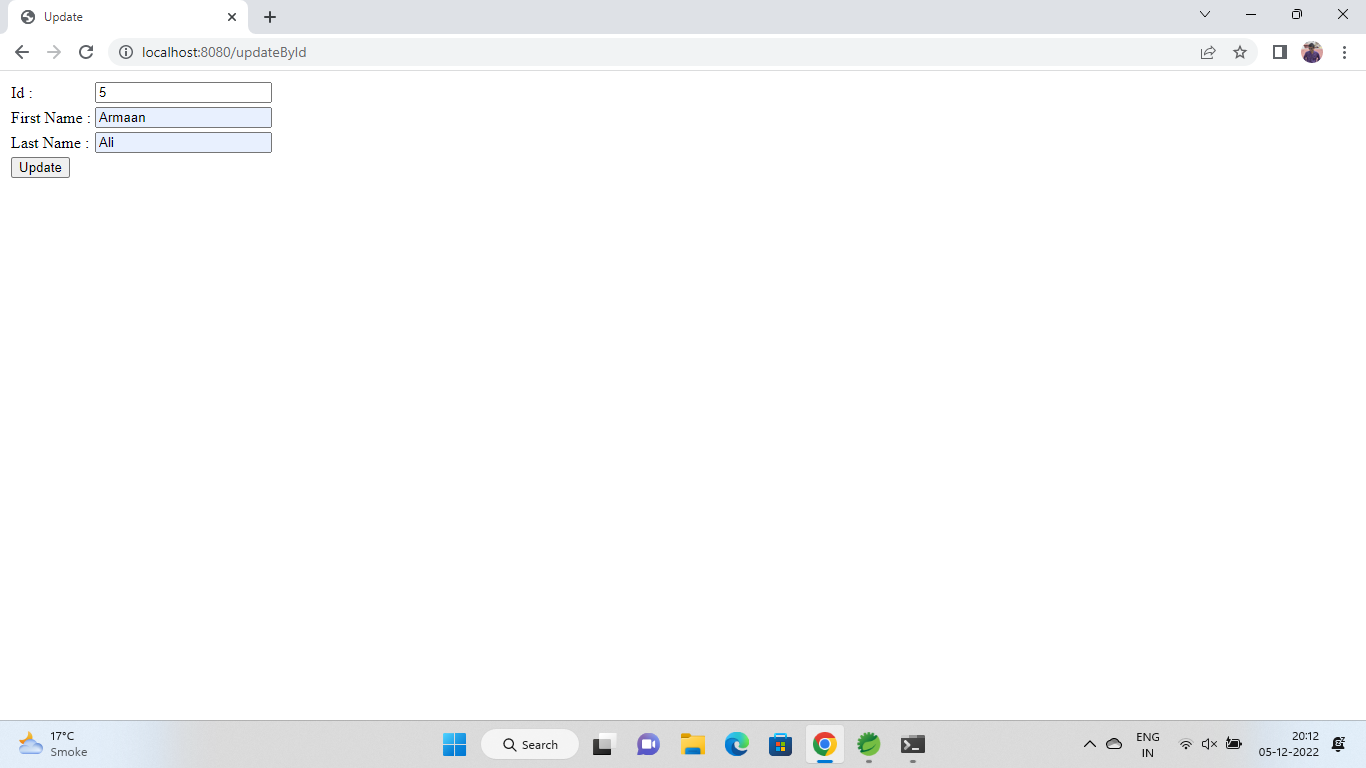 Update
localhost:8080/updateById
Id : 5
First Name : Armaan
Last Name : Ali
Update
17°C
Smoke
Search
ENG
IN
20:12
05-12-2022